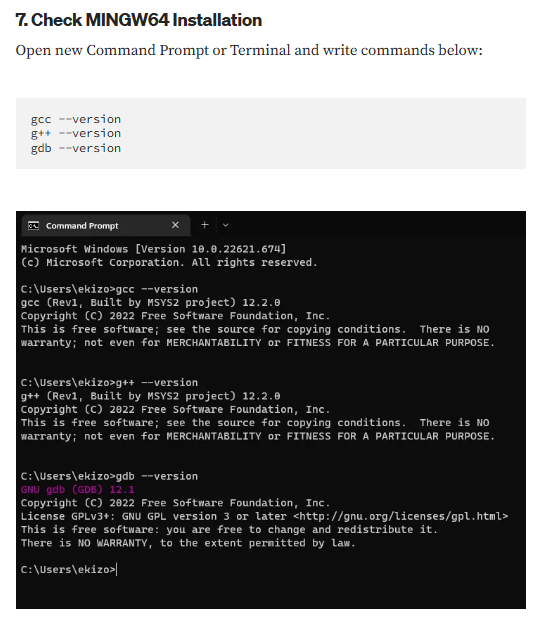 7. Check MINGW64 Installation
Open new Command Prompt or Terminal and write commands below:
gcc --version
g++ --version
gdb --version
Command Prompt
Microsoft Windows [Version 10.0.22621.674]
(c) Microsoft Corporation. All rights reserved.
C:\Users\ekizo>gcc --version
gcc (Rev1, Built by MSYS2 project) 12.2.0
Copyright (C) 2022 Free Software Foundation, Inc.
This is free software; see the source for copying conditions.  There is NO
warranty; not even for MERCHANTABILITY or FITNESS FOR A PARTICULAR PURPOSE.
C:\Users\ekizo>g++ --version
g++ (Rev1, Built by MSYS2 project) 12.2.0
Copyright (C) 2022 Free Software Foundation, Inc.
This is free software; see the source for copying conditions.  There is NO
warranty; not even for MERCHANTABILITY or FITNESS FOR A PARTICULAR PURPOSE.
C:\Users\ekizo>gdb --version
GNU gdb (GDB) 12.1
Copyright (C) 2022 Free Software Foundation, Inc.
License GPLv3+: GNU GPL version 3 or later <http://gnu.org/licenses/gpl.html>
This is free software: you are free to change and redistribute it.
There is NO WARRANTY, to the extent permitted by law.
C:\Users\ekizo>